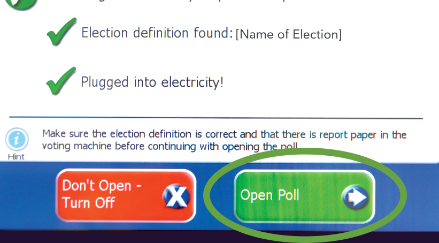 Election definition found: [Name of Election]
Plugged into electricity!
Make sure the election definition is correct and that there is report paper in the
voting machine before continuing with opening the poll
Hint
Don't Open -
Turn Off
Open Poll